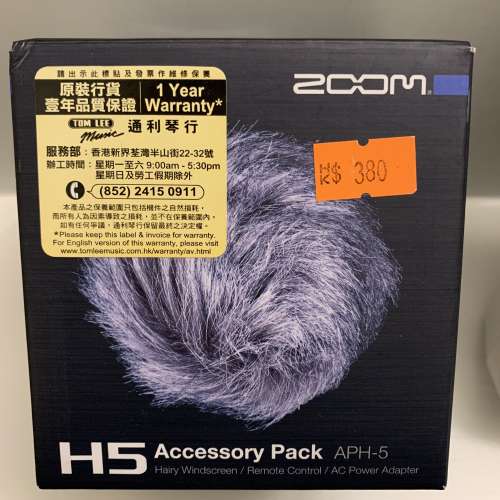 請出示此標貼及發票作維修保養
原裝行貨
壹年品質保證
1 Year
Warranty*
TOM LEE
Music
通利琴行
服務部：香港新界荃灣半山街22-32號
辦工時間：星期一至六 9:00am - 5:30pm
星期日及勞工假期除外
(852) 2415 0911
本產品之保養範圍只包括機件之自然損耗，
而所有人為因素導致之損耗，並不在保養範圍內，
如有任何爭議，通利琴行保留最終之決定權。
*Please keep this label & invoice for warranty.
For English version of this warranty, please visit
www.tomleemusic.com.hk/warranty/av.html
ZOOM
HK$ 380
H5 Accessory Pack APH-5
Hairy Windscreen / Remote Control / AC Power Adapter